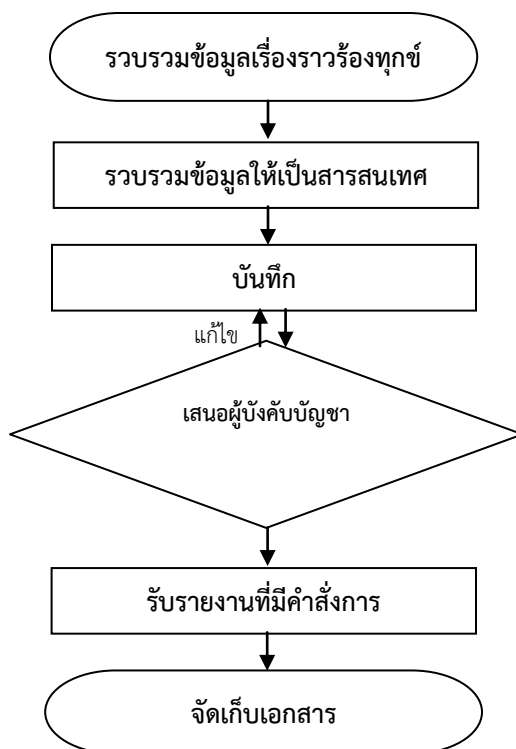 รวบรวมข้อมูลเรื่องราวร้องทุกข์
รวบรวมข้อมูลให้เป็นสารสนเทศ
บันทึก
แก้ไข
เสนอผู้บังคับบัญชา
รับรายงานที่มีคำสั่งการ
จัดเก็บเอกสาร